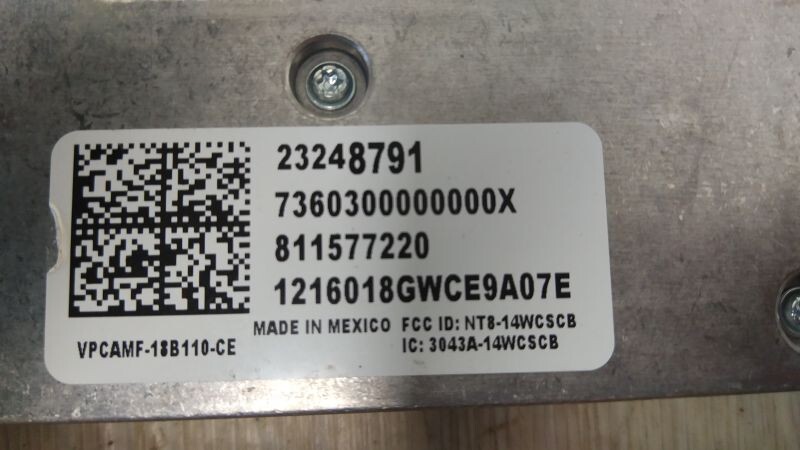 23248791
7360300000000X
811577220
1216018GWCE9A07E
MADE IN MEXICO FCC ID: NT8-14WCSCB
VPCAMF-18B110-CE IC: 3043A-14WCSCB